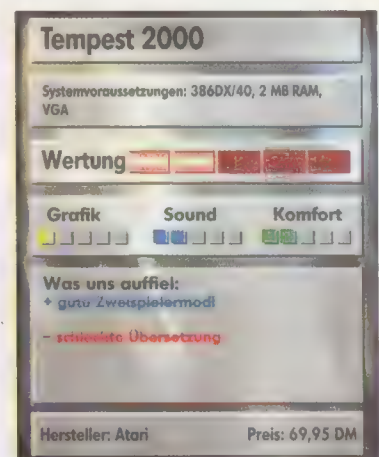 Tempest 2000
Systemvoraussetzungen: 386DX/40, 2 MB RAM,
VGA
Wertung
Grafik Sound Komfort
Was uns auffiel:
+ gute Zweispielermodi
- schlechte Übersetzung
Hersteller: Atari Preis: 69,95 DM